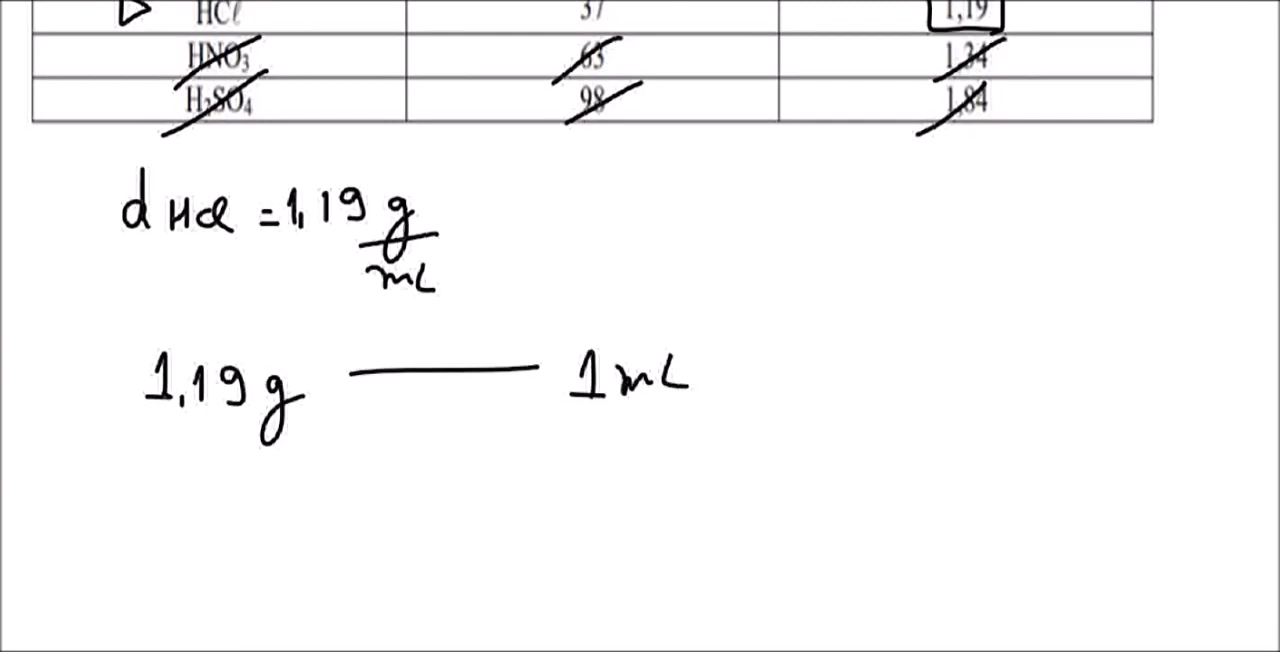 HCl 37 1,19
HNO₃ 63 1,34
H₂SO₄ 98 1,84
d HCl = 1,19 g/mL
1,19 g — 1 mL